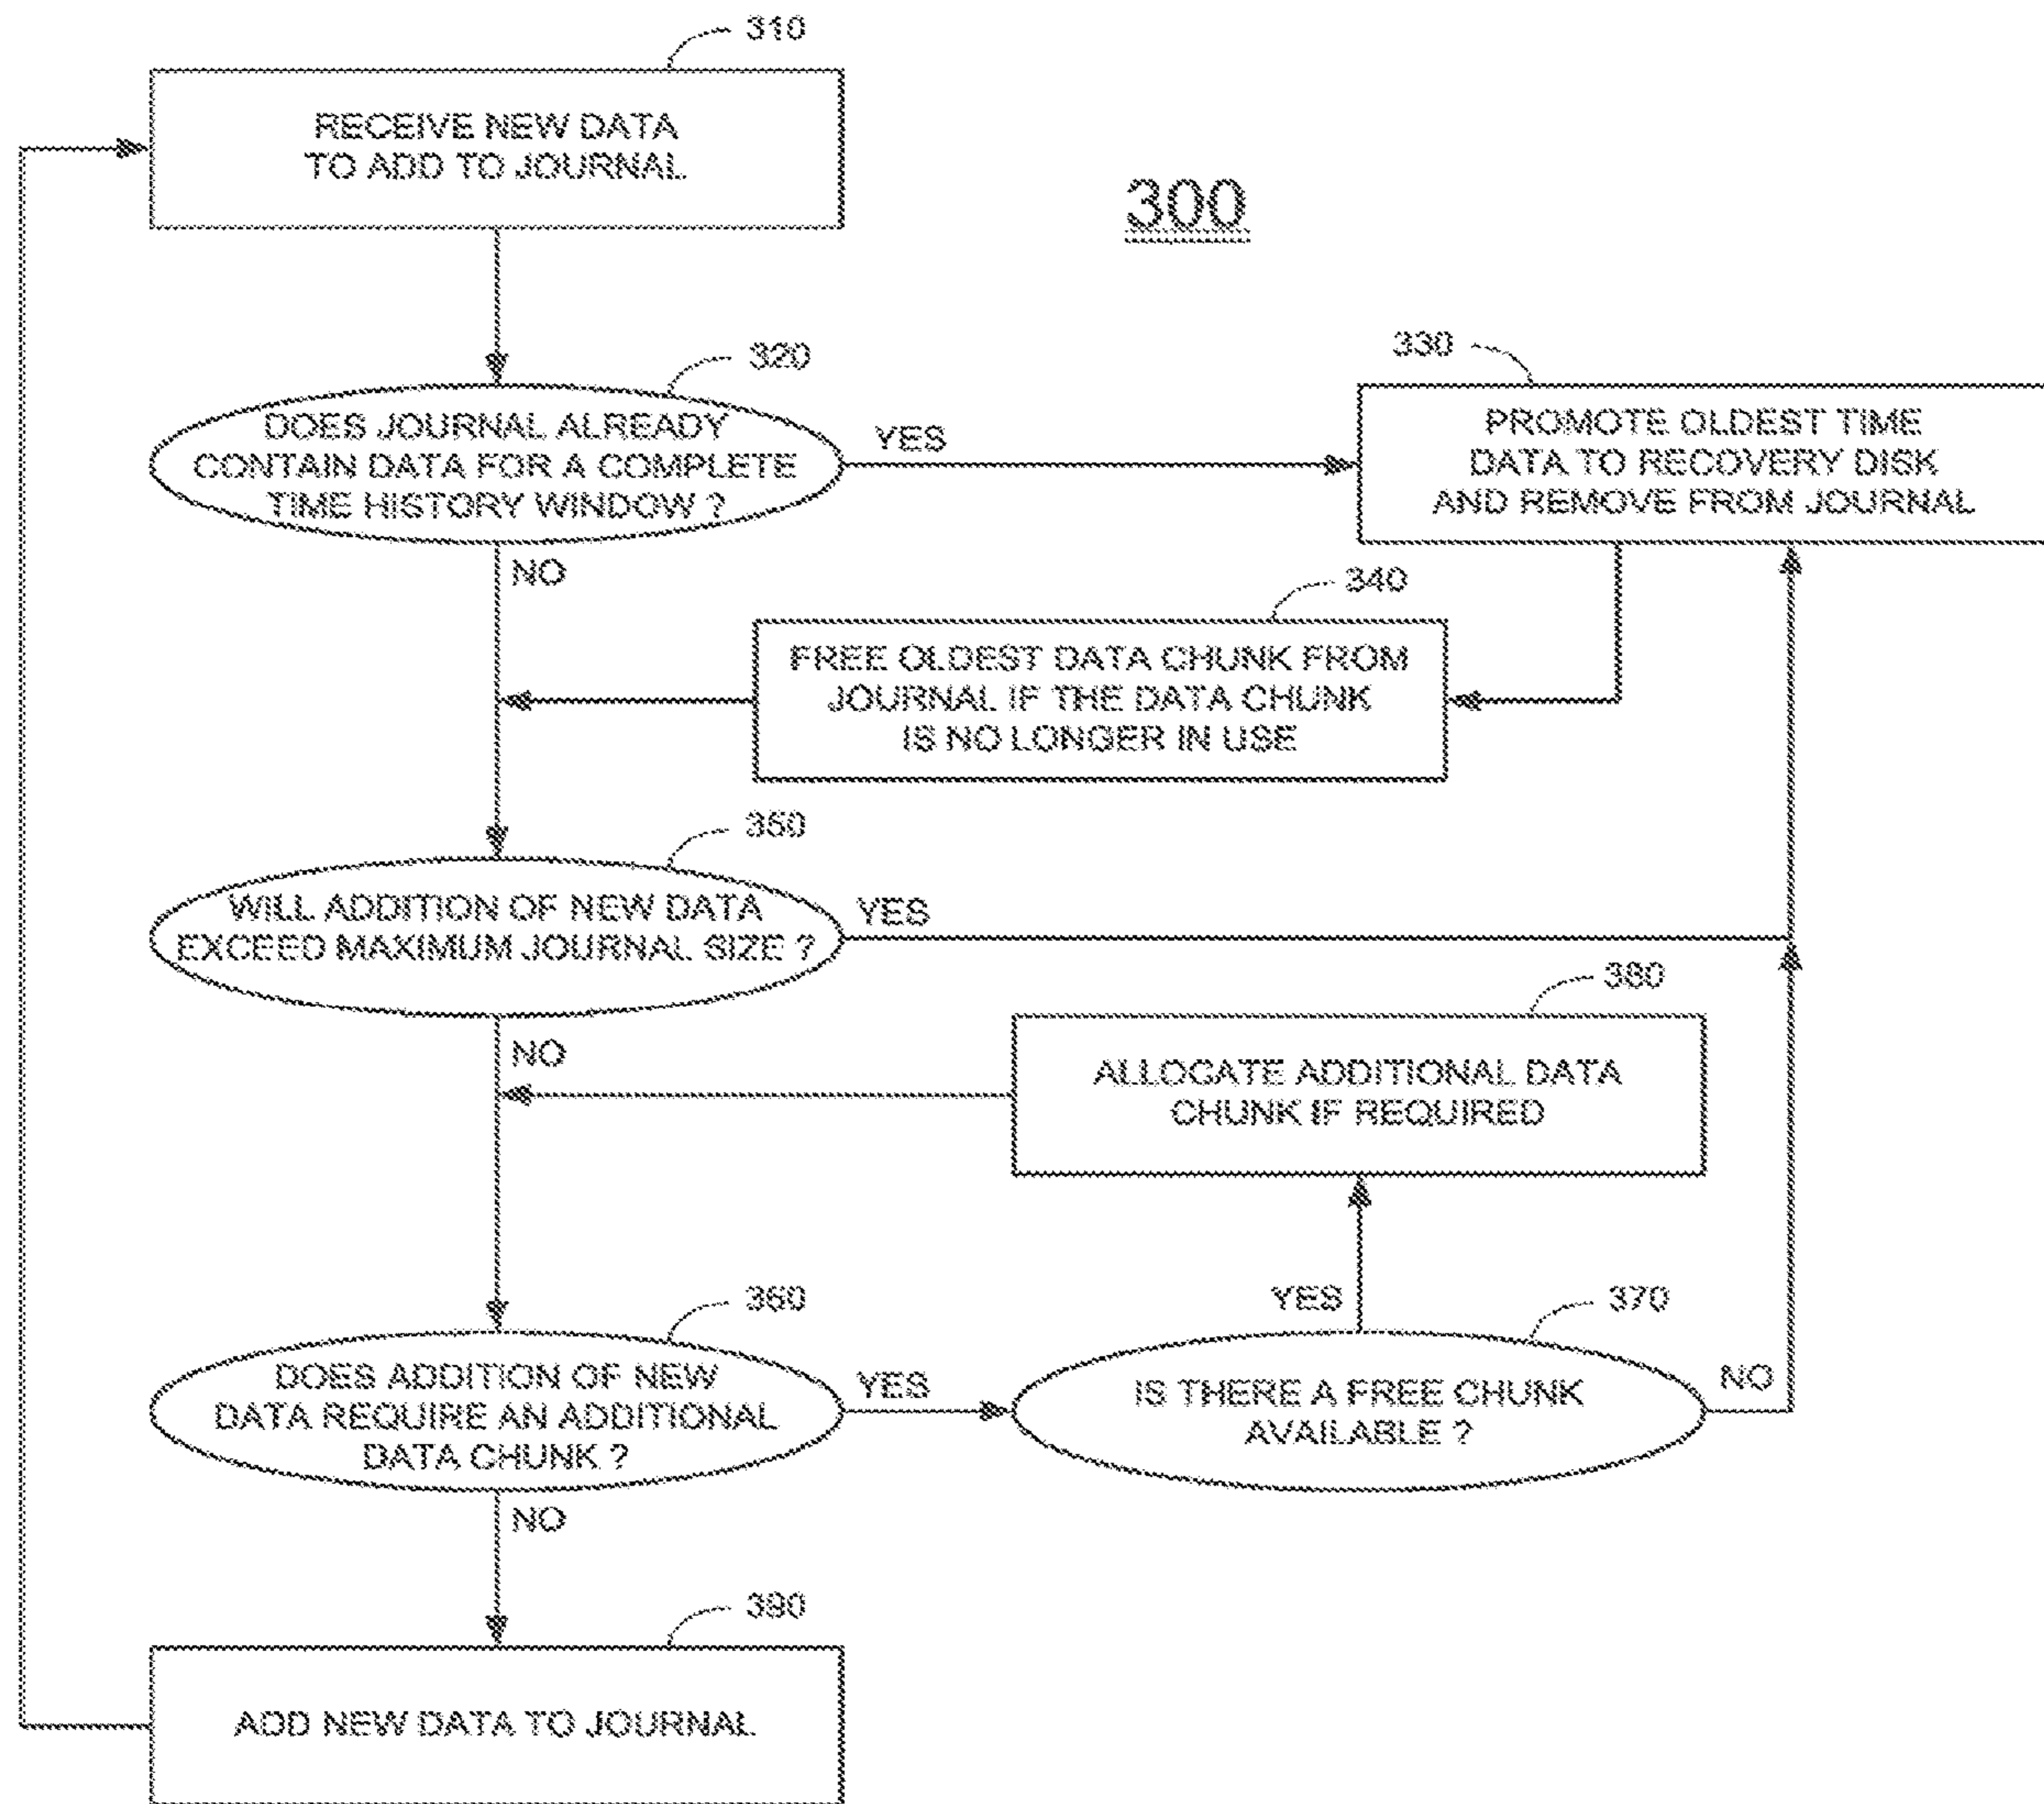 310
RECEIVE NEW DATA
TO ADD TO JOURNAL
300
320
DOES JOURNAL ALREADY
CONTAIN DATA FOR A COMPLETE
TIME HISTORY WINDOW ?
YES
330
PROMOTE OLDEST TIME
DATA TO RECOVERY DISK
AND REMOVE FROM JOURNAL
NO
340
FREE OLDEST DATA CHUNK FROM
JOURNAL IF THE DATA CHUNK
IS NO LONGER IN USE
350
WILL ADDITION OF NEW DATA
EXCEED MAXIMUM JOURNAL SIZE ?
YES
NO
380
ALLOCATE ADDITIONAL DATA
CHUNK IF REQUIRED
360
DOES ADDITION OF NEW
DATA REQUIRE AN ADDITIONAL
DATA CHUNK ?
YES
YES
370
IS THERE A FREE CHUNK
AVAILABLE ?
NO
NO
390
ADD NEW DATA TO JOURNAL